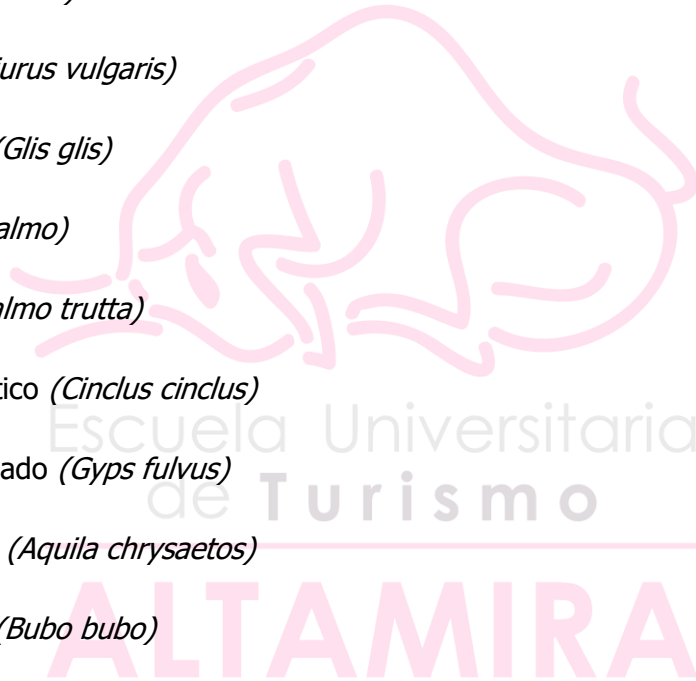 urus vulgaris)
(Glis glis)
almo)
almo trutta)
tico (Cinclus cinclus)
ado (Gyps fulvus)
(Aquila chrysaetos)
(Bubo bubo)
Escuela Universitaria
de Turismo
ALTAMIRA